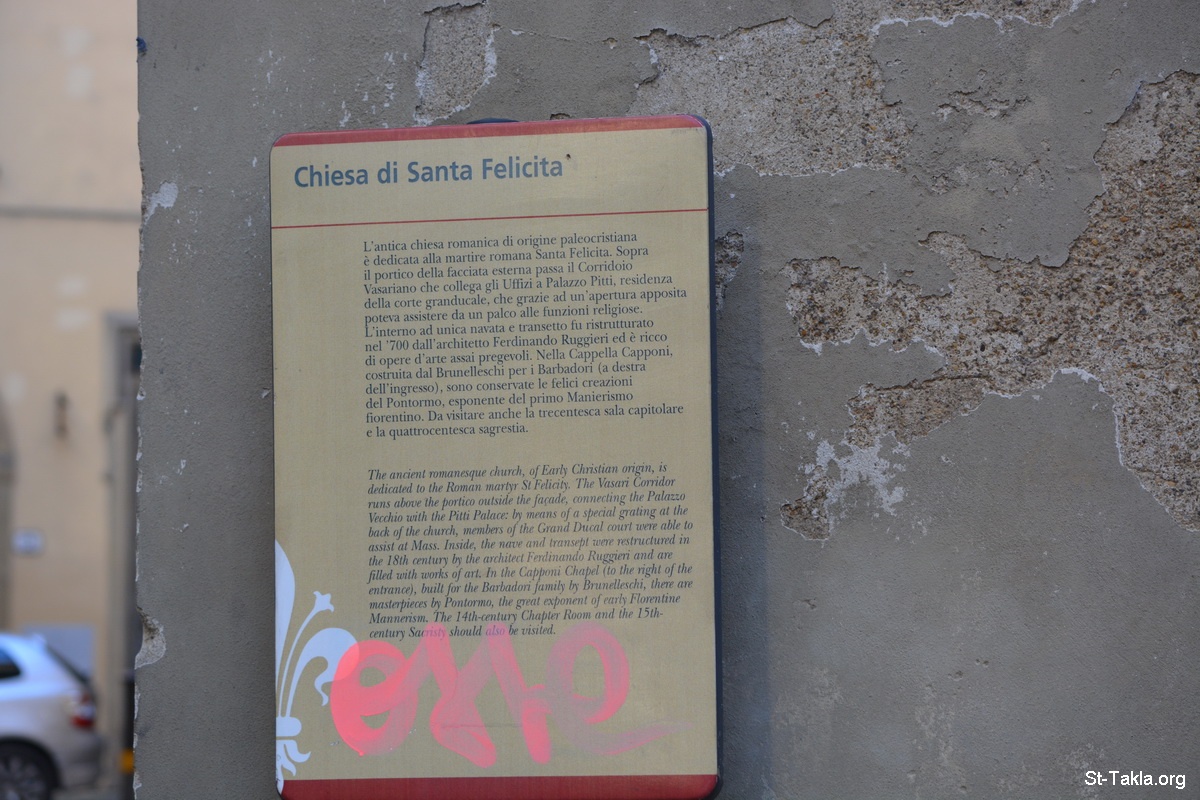 Chiesa di Santa Felicita
L'antica chiesa romanica di origine paleocristiana
è dedicata alla martire romana Santa Felicita. Sopra
il portico della facciata esterna passa il Corridoio
Vasariano che collega gli Uffizi a Palazzo Pitti, residenza
della corte granducale, che grazie ad un'apertura apposita
poteva assistere da un palco alle funzioni religiose.
L'interno ad unica navata e transetto fu ristrutturato
nel '700 dall'architetto Ferdinando Ruggieri ed è ricco
di opere d'arte assai pregevoli. Nella Cappella Capponi,
costruita dal Brunelleschi per i Barbadori (a destra
dell'ingresso), sono conservate le felici creazioni
del Pontormo, esponente del primo Manierismo
fiorentino. Da visitare anche la trecentesca sala capitolare
e la quattrocentesca sagrestia.
The ancient romanesque church, of Early Christian origin, is
dedicated to the Roman martyr St Felicity. The Vasari Corridor
runs above the portico outside the façade, connecting the Palazzo
Vecchio with the Pitti Palace: by means of a special grating at the
back of the church, members of the Grand Ducal court were able to
assist at Mass. Inside, the nave and transept were restructured in
the 18th century by the architect Ferdinando Ruggieri and are
filled with works of art. In the Capponi Chapel (to the right of the
entrance), built for the Barbadori family by Brunelleschi, there are
masterpieces by Pontormo, the great exponent of early Florentine
Mannerism. The 14th-century Chapter Room and the 15th-
century Sacristy should also be visited.
St-Takla.org